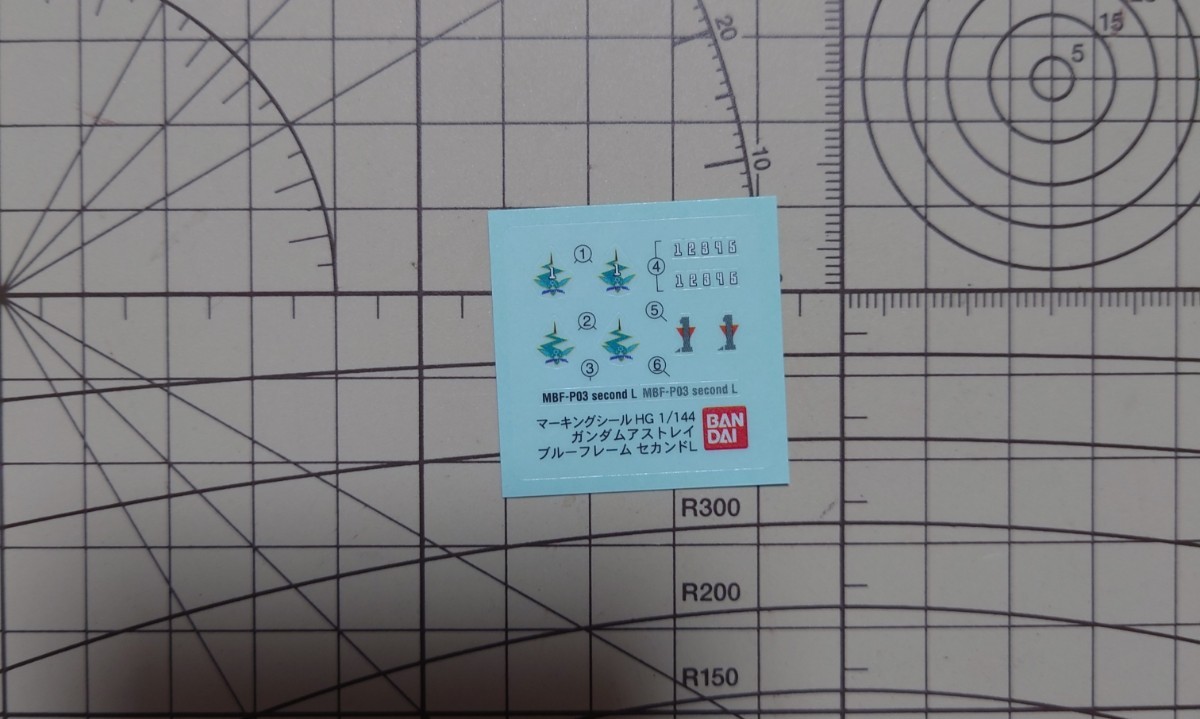 20
15
5
10
① ④ 12345
1 1
12345
② ⑤ 1 1
③ ⑥
MBF-P03 second L MBF-P03 second L
マーキングシール HG 1/144
ガンダムアストレイ
ブルーフレーム セカンドL
BAN
DAI
R300
R200
R150